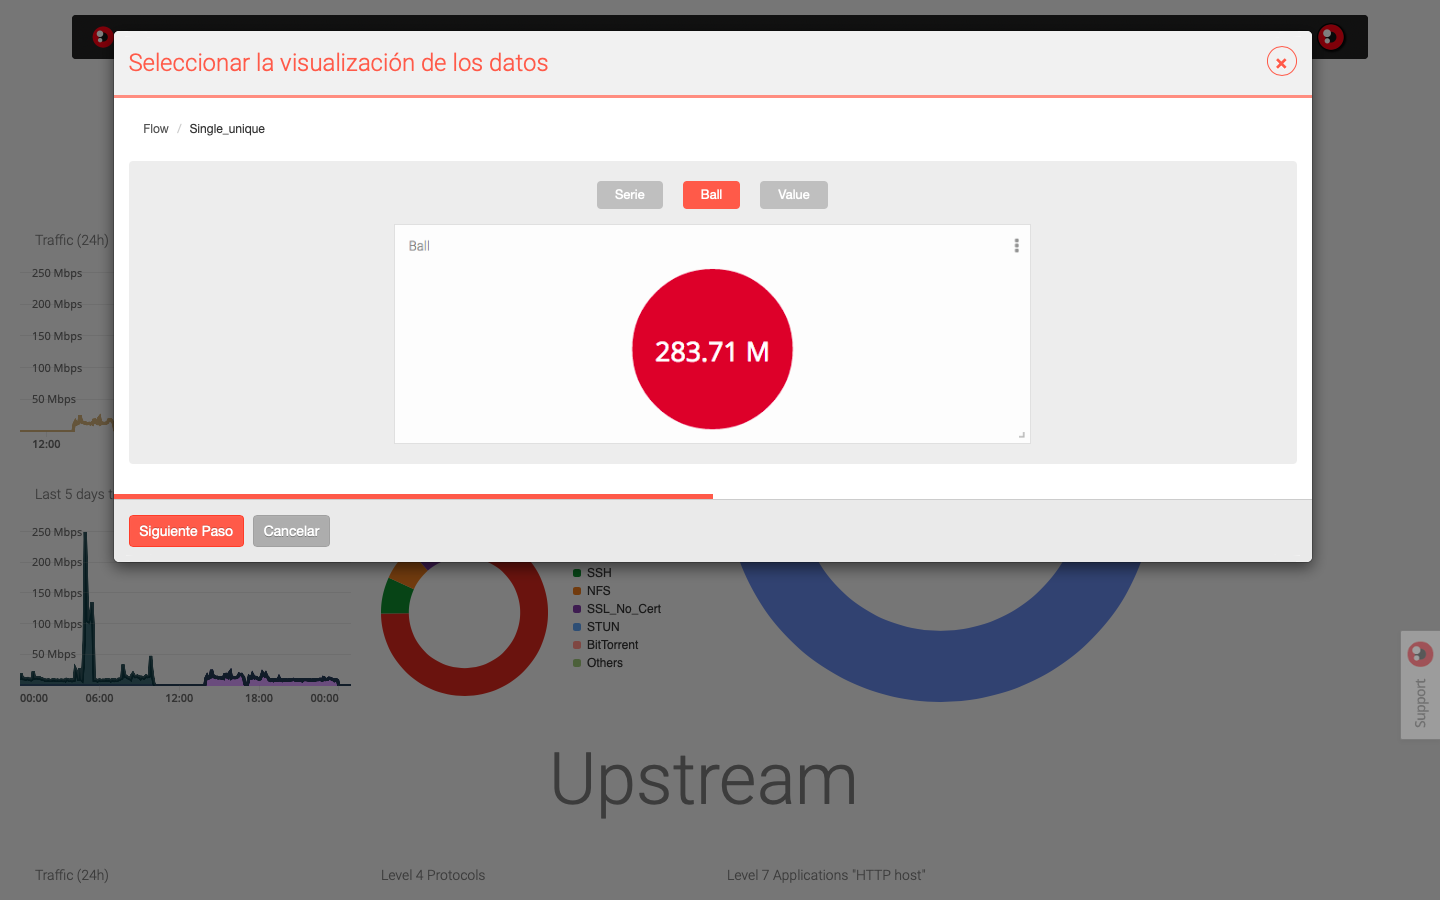 Seleccionar la visualización de los datos
Flow / Single_unique
Serie
Ball
Value
Ball
283.71 M
Siguiente Paso
Cancelar
Traffic (24h)
250 Mbps
200 Mbps
150 Mbps
100 Mbps
50 Mbps
12:00
Last 5 days t
250 Mbps
200 Mbps
150 Mbps
100 Mbps
50 Mbps
00:00
06:00
12:00
18:00
00:00
SSH
NFS
SSL_No_Cert
STUN
BitTorrent
Others
Support
Upstream
Traffic (24h)
Level 4 Protocols
Level 7 Applications "HTTP host"